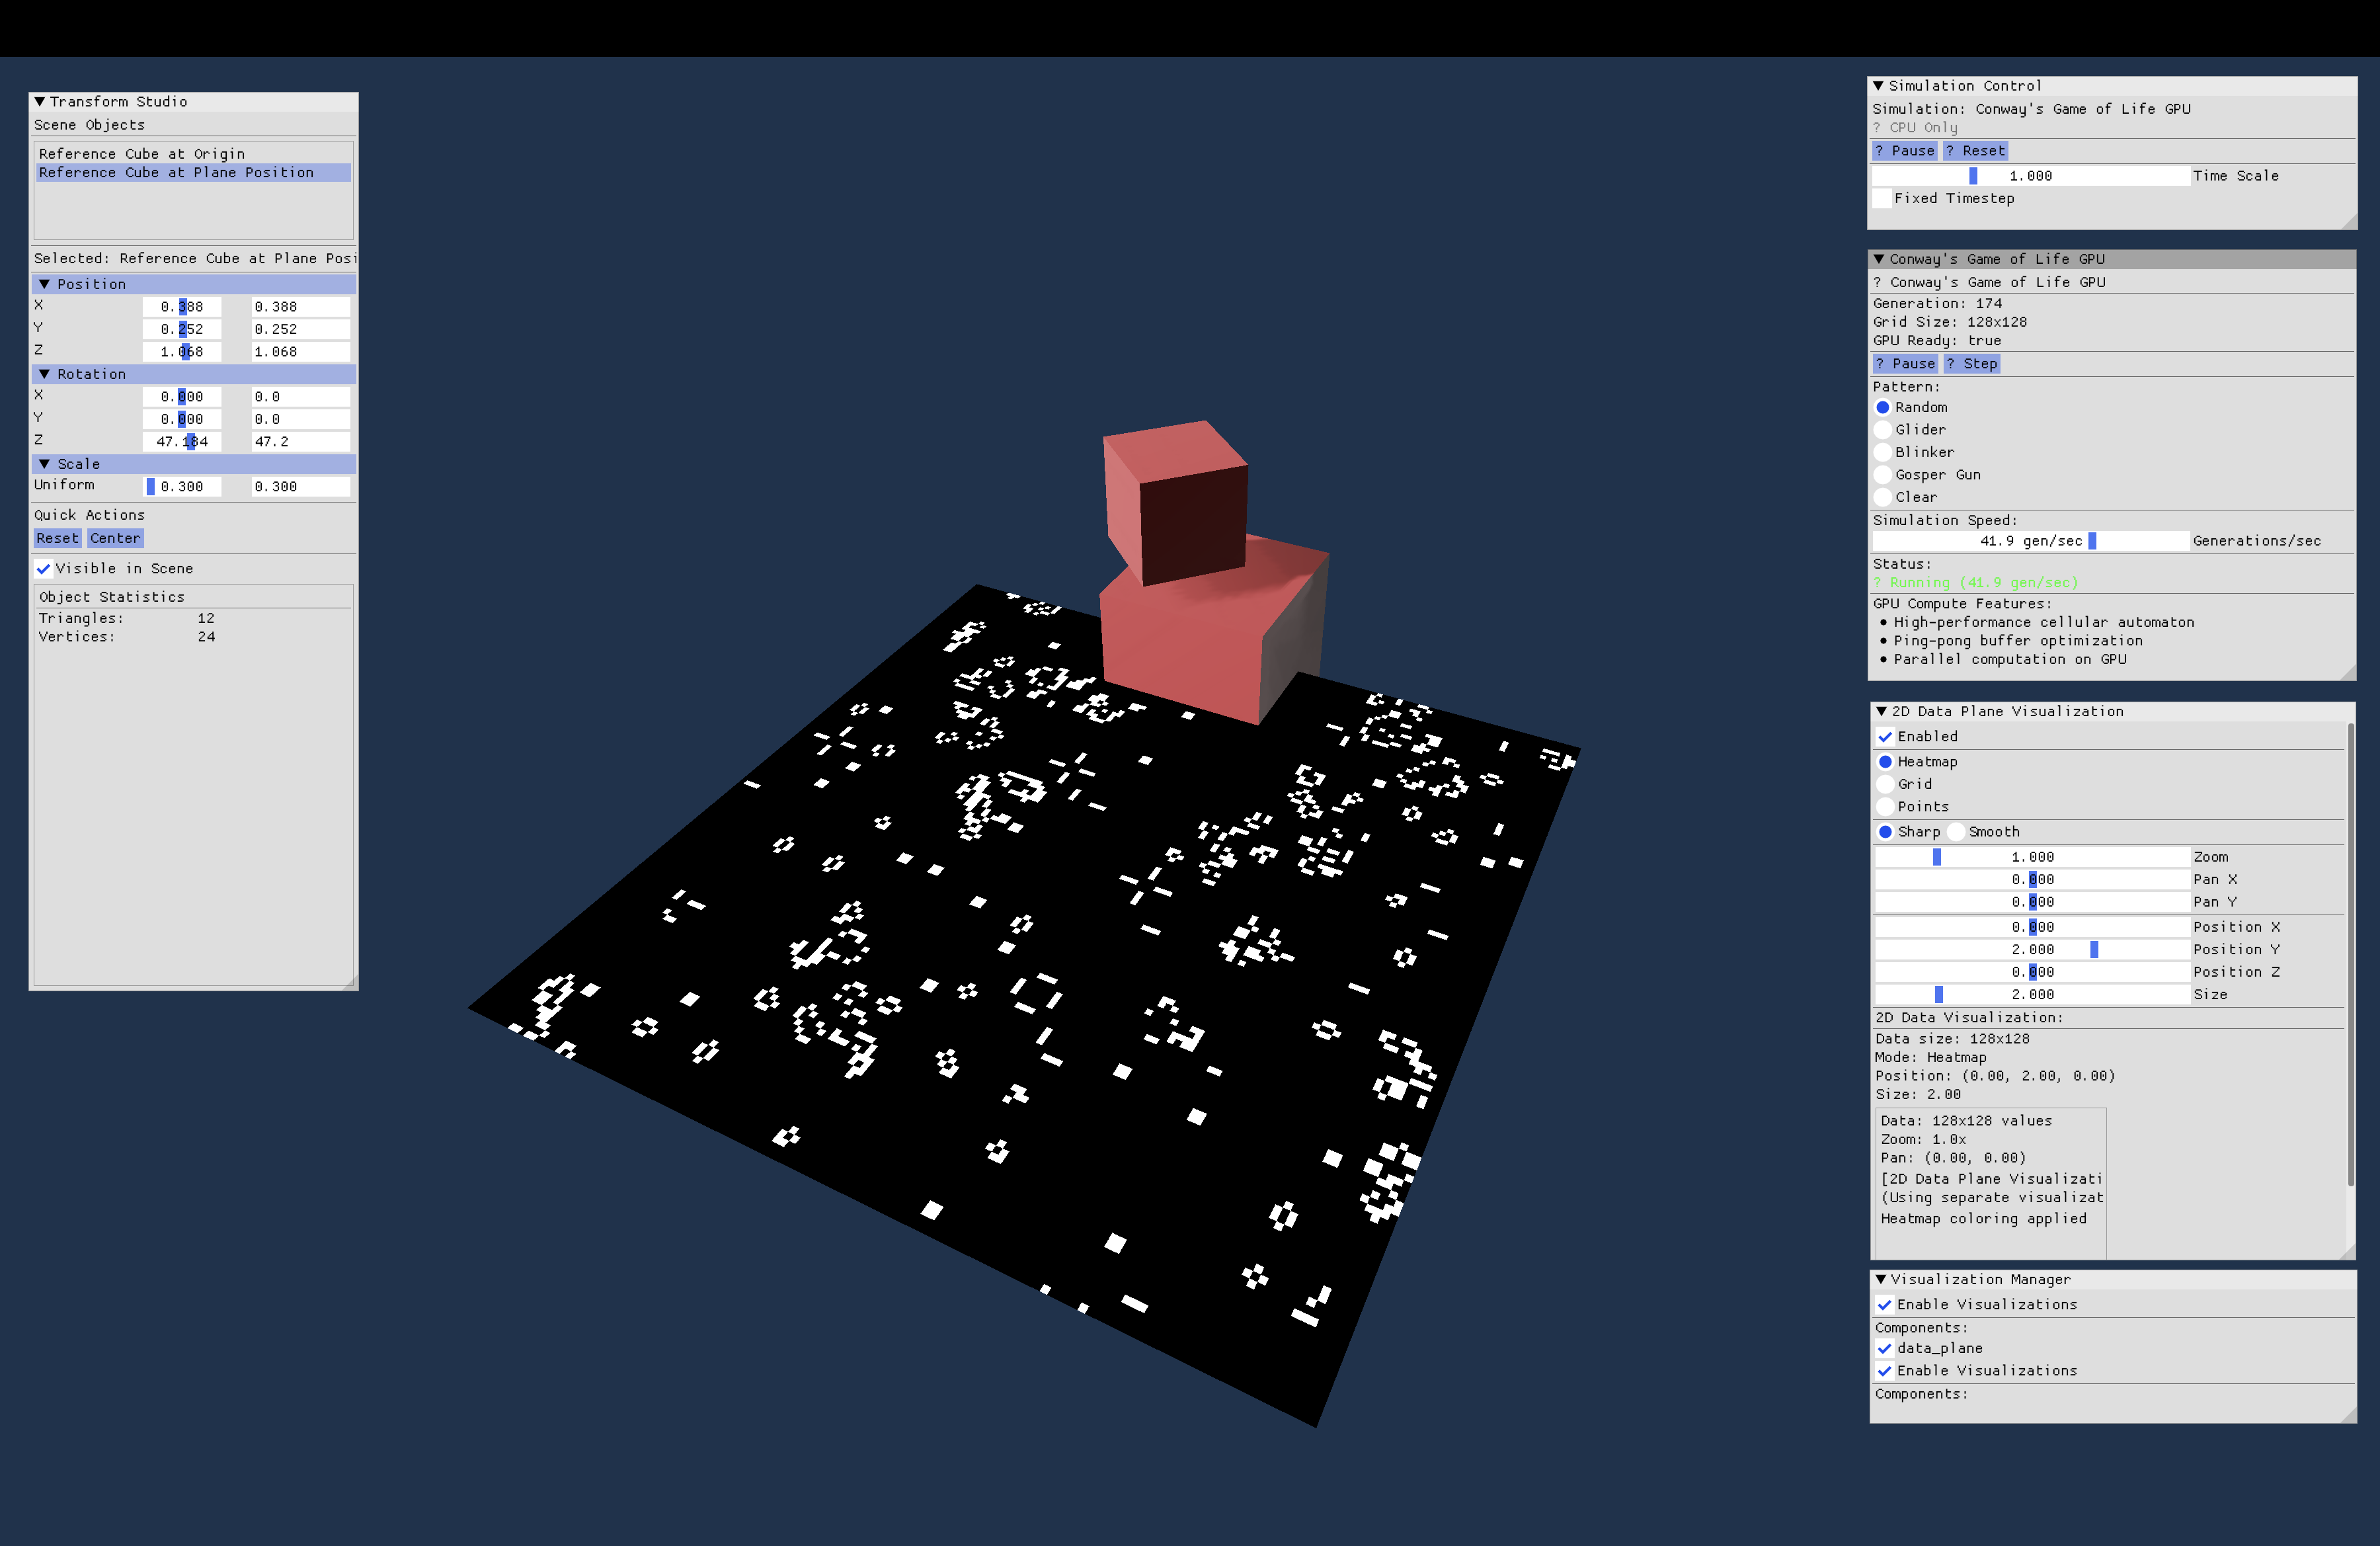 Transform Studio
Scene Objects
Reference Cube at Origin
Reference Cube at Plane Position
Selected: Reference Cube at Plane Posi
Position
X 0.388 0.388
Y 0.252 0.252
Z 1.068 1.068
Rotation
X 0.000 0.0
Y 0.000 0.0
Z 47.184 47.2
Scale
Uniform 0.300 0.300
Quick Actions
Reset Center
Visible in Scene
Object Statistics
Triangles: 12
Vertices: 24
Simulation Control
Simulation: Conway's Game of Life GPU
? CPU Only
? Pause ? Reset
1.000 Time Scale
Fixed Timestep
Conway's Game of Life GPU
? Conway's Game of Life GPU
Generation: 174
Grid Size: 128x128
GPU Ready: true
? Pause ? Step
Pattern:
Random
Glider
Blinker
Gosper Gun
Clear
Simulation Speed:
41.9 gen/sec Generations/sec
Status:
? Running (41.9 gen/sec)
GPU Compute Features:
• High-performance cellular automaton
• Ping-pong buffer optimization
• Parallel computation on GPU
2D Data Plane Visualization
Enabled
Heatmap
Grid
Points
Sharp Smooth
1.000 Zoom
0.000 Pan X
0.000 Pan Y
0.000 Position X
2.000 Position Y
0.000 Position Z
2.000 Size
2D Data Visualization:
Data size: 128x128
Mode: Heatmap
Position: (0.00, 2.00, 0.00)
Size: 2.00
Data: 128x128 values
Zoom: 1.0x
Pan: (0.00, 0.00)
[2D Data Plane Visualizati
(Using separate visualizat
Heatmap coloring applied
Visualization Manager
Enable Visualizations
Components:
data_plane
Enable Visualizations
Components: